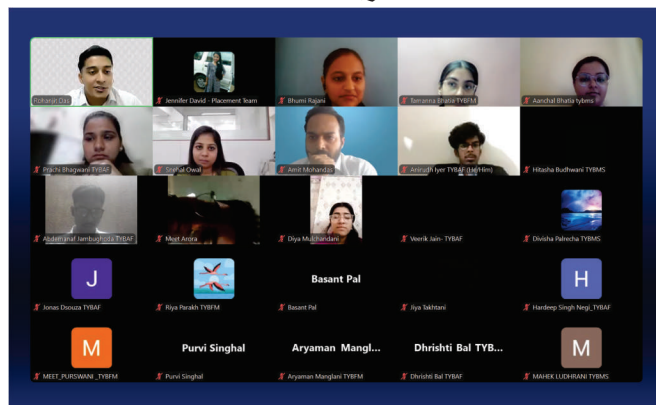 Rohanjit Das
Jennifer David - Placement Team
Bhumi Rajani
Tamanna Bhatia TYBFM
Aanchal Bhatia tybms
Prachi Bhagwani TYBAF
Snehal Owal
Amit Mohandas
Anirudh Iyer TYBAF (He/Him)
Hitasha Budhwani TYBMS
Abdemanaf Jambughoda TYBAF
Meet Arora
Diya Mulchandani
Veerik Jain- TYBAF
Divisha Palrecha TYBMS
J
Jonas Dsouza TYBAF
Riya Parakh TYBFM
Basant Pal
Basant Pal
Jiya Takhtani
H
Hardeep Singh Negi_TYBAF
M
MEET_PURSWANI _TYBFM
Purvi Singhal
Purvi Singhal
Aryaman Mangl...
Aryaman Manglani TYBFM
Dhrishti Bal TYB...
Dhrishti Bal TYBAF
M
MAHEK LUDHRANI TYBMS